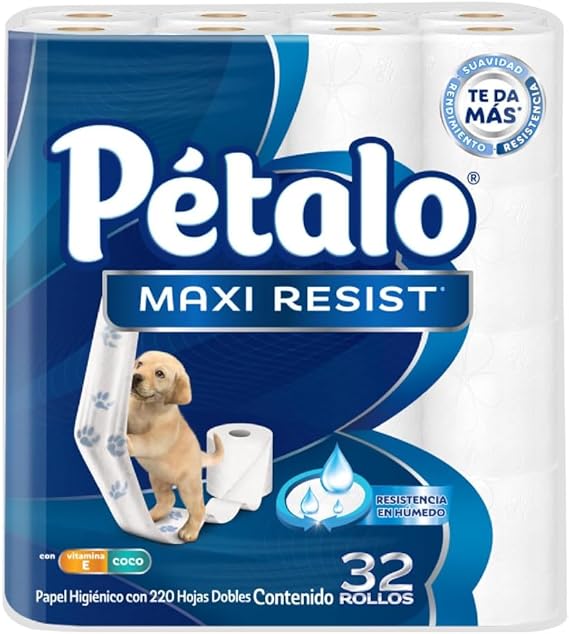 SUAVIDAD
TE DA
MÁS*
RENDIMIENTO
RESISTENCIA
Pétalo®
MAXI RESIST®
RESISTENCIA
EN HÚMEDO
con vitamina E COCO
Papel Higiénico con 220 Hojas Dobles Contenido 32 ROLLOS